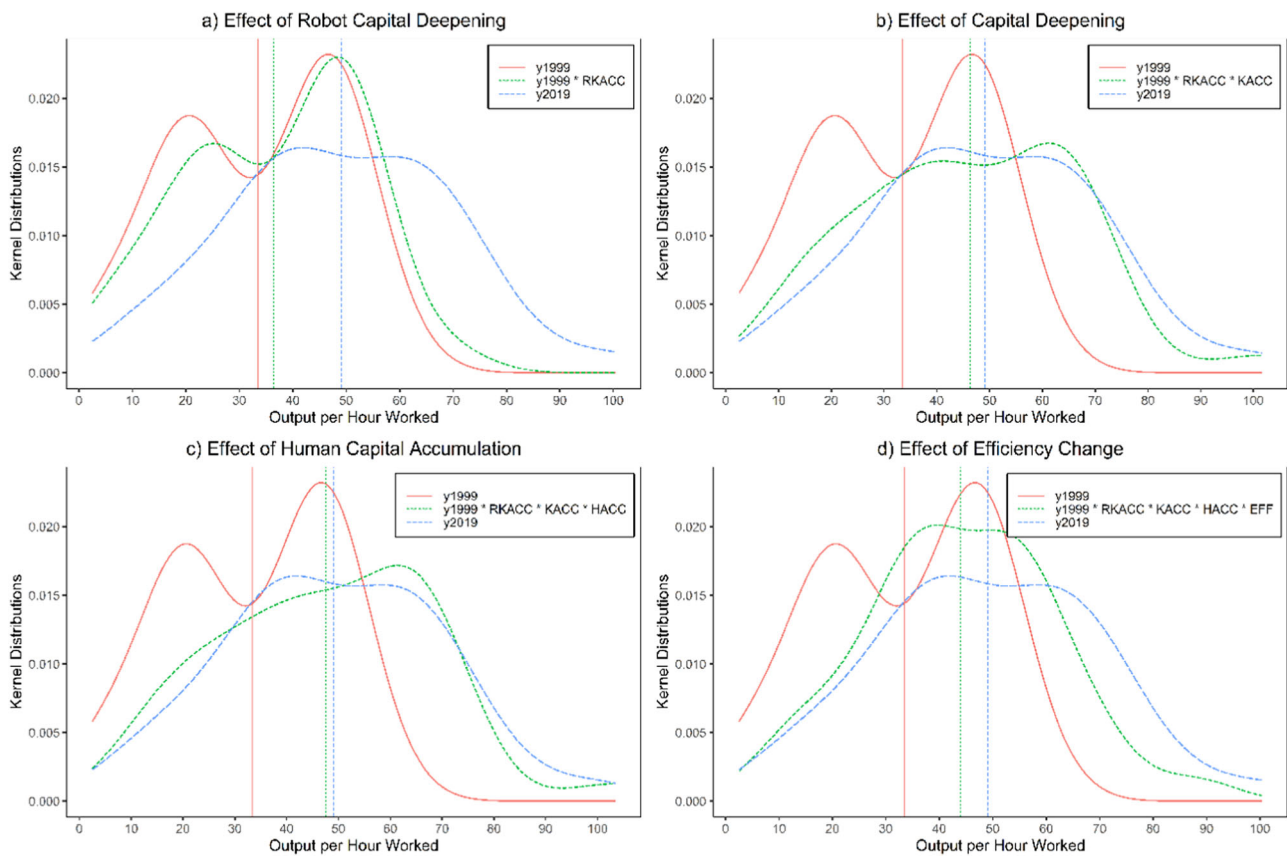 a) Effect of Robot Capital Deepening
Kernel Distributions
0.020
0.015
0.010
0.005
0.000
y1999
y1999 * RKACC
y2019
0 10 20 30 40 50 60 70 80 90 100
Output per Hour Worked
b) Effect of Capital Deepening
Kernel Distributions
0.020
0.015
0.010
0.005
0.000
y1999
y1999 * RKACC * KACC
y2019
0 10 20 30 40 50 60 70 80 90 100
Output per Hour Worked
c) Effect of Human Capital Accumulation
Kernel Distributions
0.020
0.015
0.010
0.005
0.000
y1999
y1999 * RKACC * KACC * HACC
y2019
0 10 20 30 40 50 60 70 80 90 100
Output per Hour Worked
d) Effect of Efficiency Change
Kernel Distributions
0.020
0.015
0.010
0.005
0.000
y1999
y1999 * RKACC * KACC * HACC * EFF
y2019
0 10 20 30 40 50 60 70 80 90 100
Output per Hour Worked